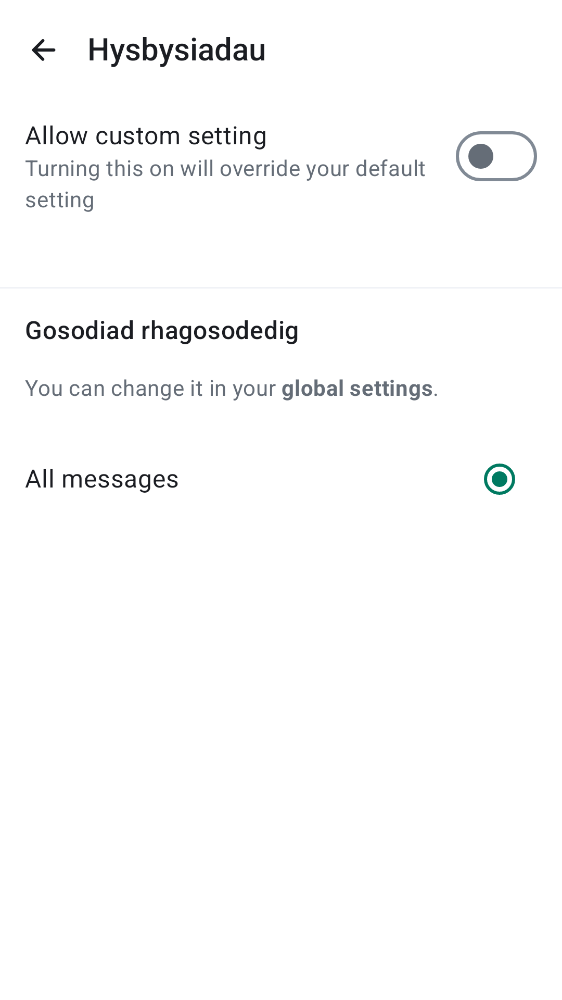 Hysbysiadau
Allow custom setting
Turning this on will override your default
setting
Gosodiad rhagosodedig
You can change it in your global settings.
All messages